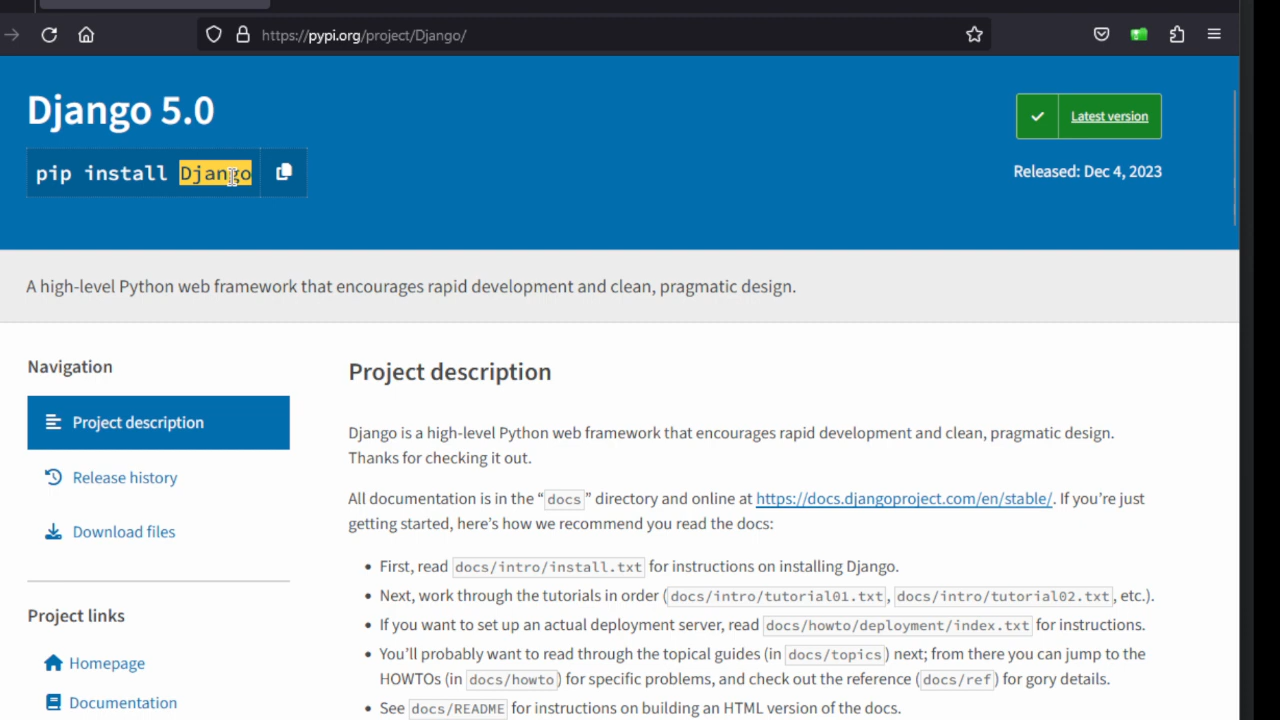 https://pypi.org/project/Django/
Django 5.0
pip install Django
Latest version
Released: Dec 4, 2023
A high-level Python web framework that encourages rapid development and clean, pragmatic design.
Navigation
Project description
Release history
Download files
Project links
Homepage
Documentation
Project description
Django is a high-level Python web framework that encourages rapid development and clean, pragmatic design.
Thanks for checking it out.
All documentation is in the “docs” directory and online at https://docs.djangoproject.com/en/stable/. If you’re just
getting started, here’s how we recommend you read the docs:
• First, read docs/intro/install.txt for instructions on installing Django.
• Next, work through the tutorials in order (docs/intro/tutorial01.txt, docs/intro/tutorial02.txt, etc.).
• If you want to set up an actual deployment server, read docs/howto/deployment/index.txt for instructions.
• You’ll probably want to read through the topical guides (in docs/topics) next; from there you can jump to the
HOWTOs (in docs/howto) for specific problems, and check out the reference (docs/ref) for gory details.
• See docs/README for instructions on building an HTML version of the docs.